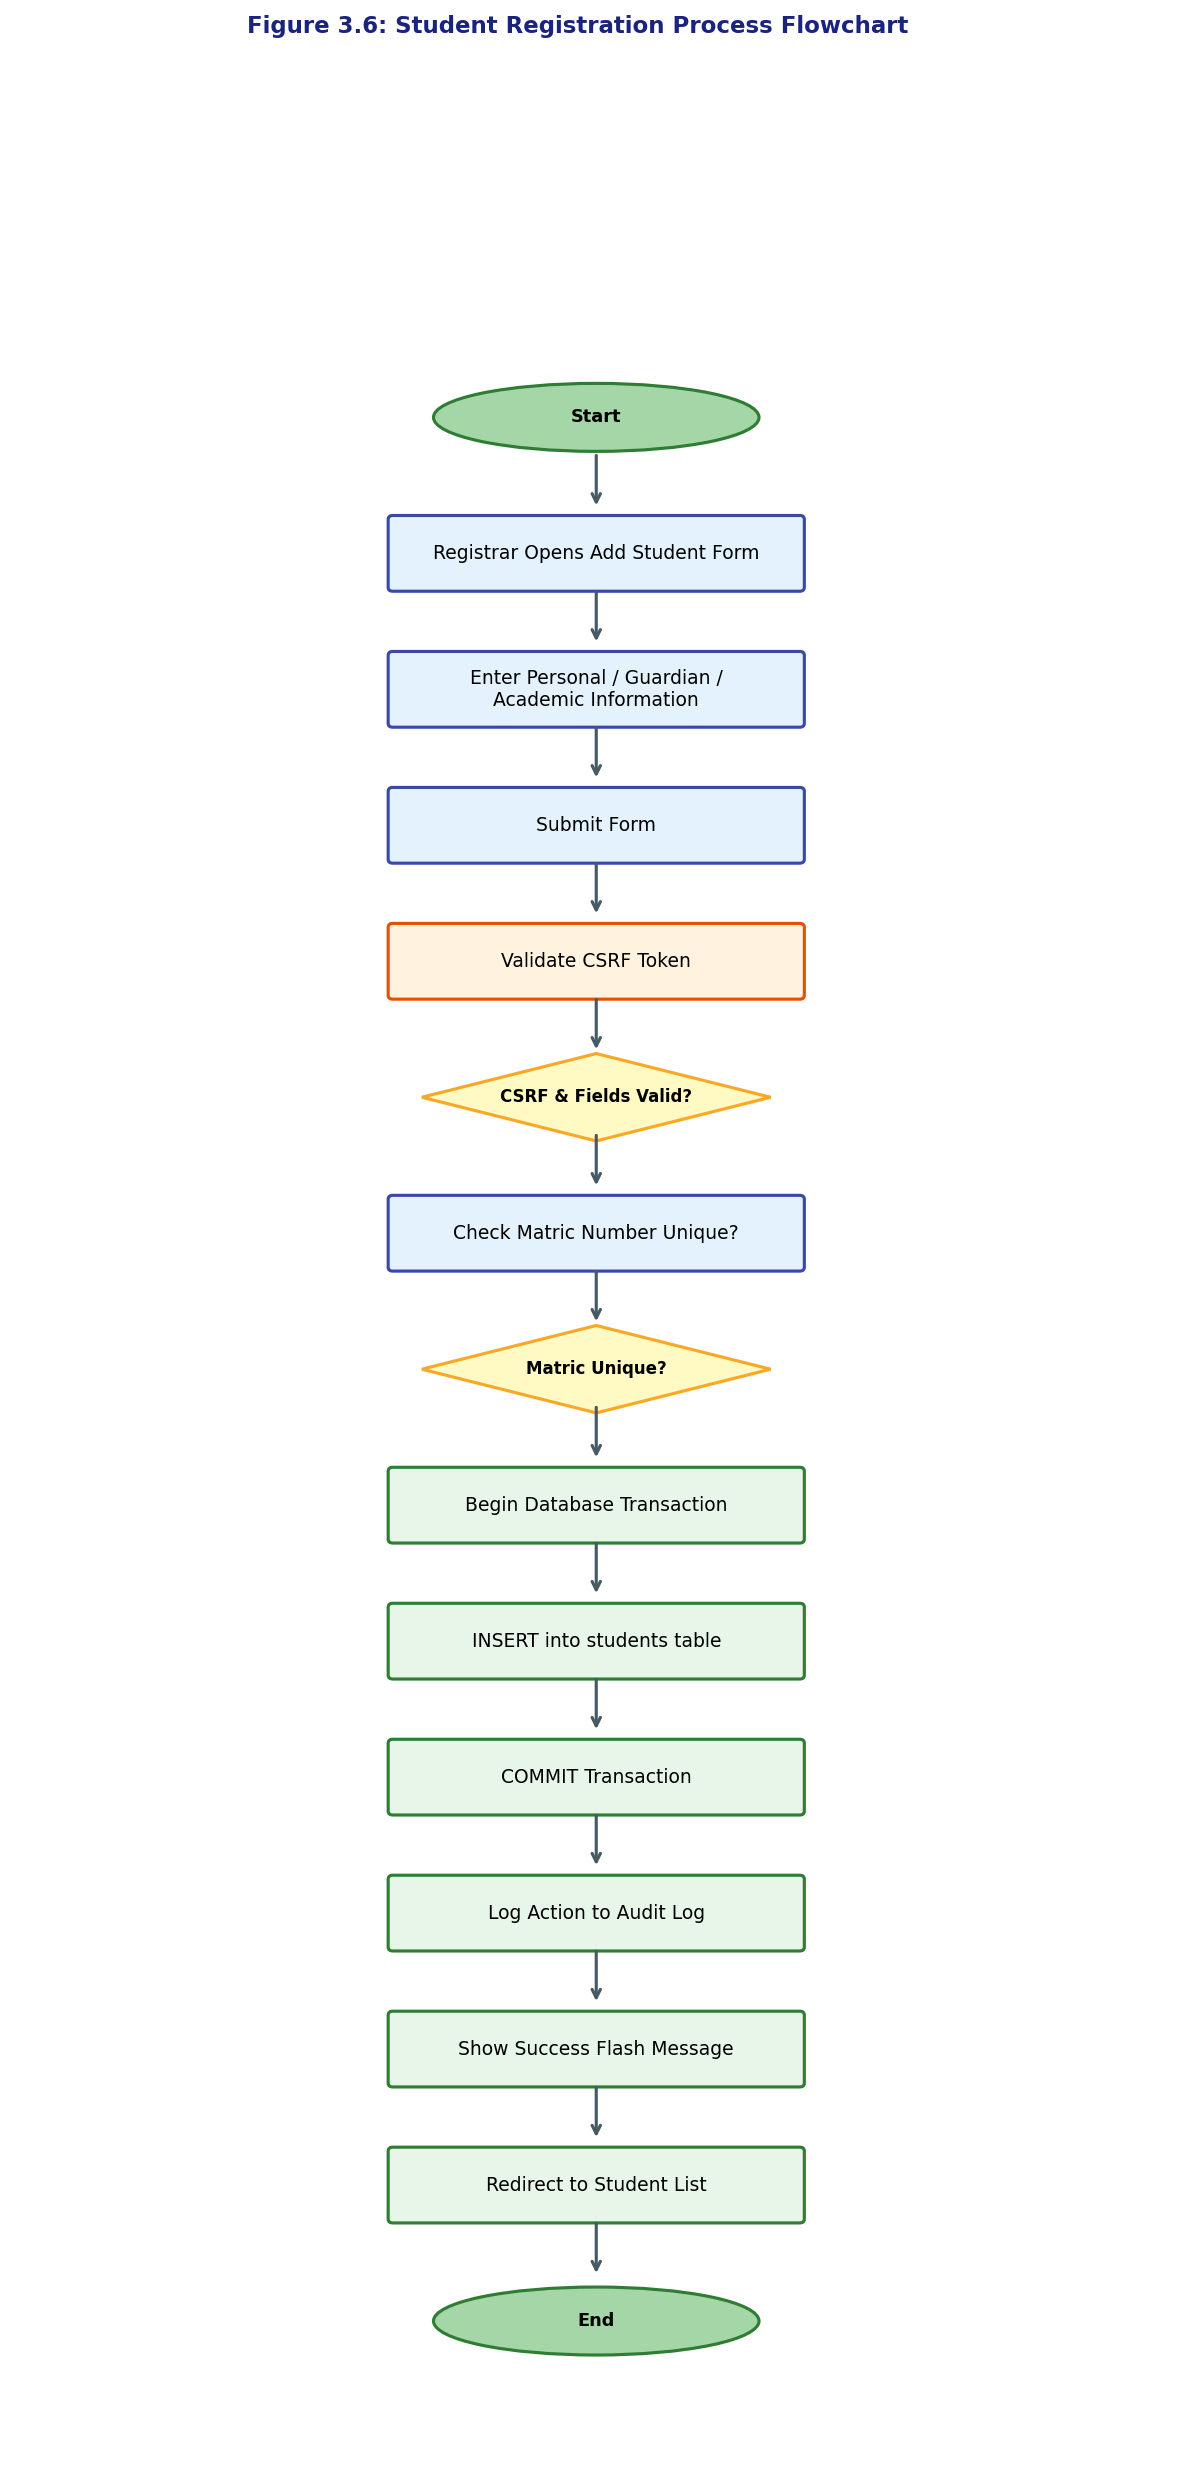 Figure 3.6: Student Registration Process Flowchart
Start
Registrar Opens Add Student Form
Enter Personal / Guardian /
Academic Information
Submit Form
Validate CSRF Token
CSRF & Fields Valid?
Check Matric Number Unique?
Matric Unique?
Begin Database Transaction
INSERT into students table
COMMIT Transaction
Log Action to Audit Log
Show Success Flash Message
Redirect to Student List
End